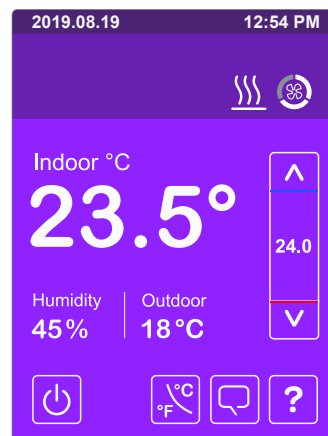 2019.08.19 12:54 PM
Indoor °C
23.5°
24.0
Humidity Outdoor
45% 18°C
°C
°F
?